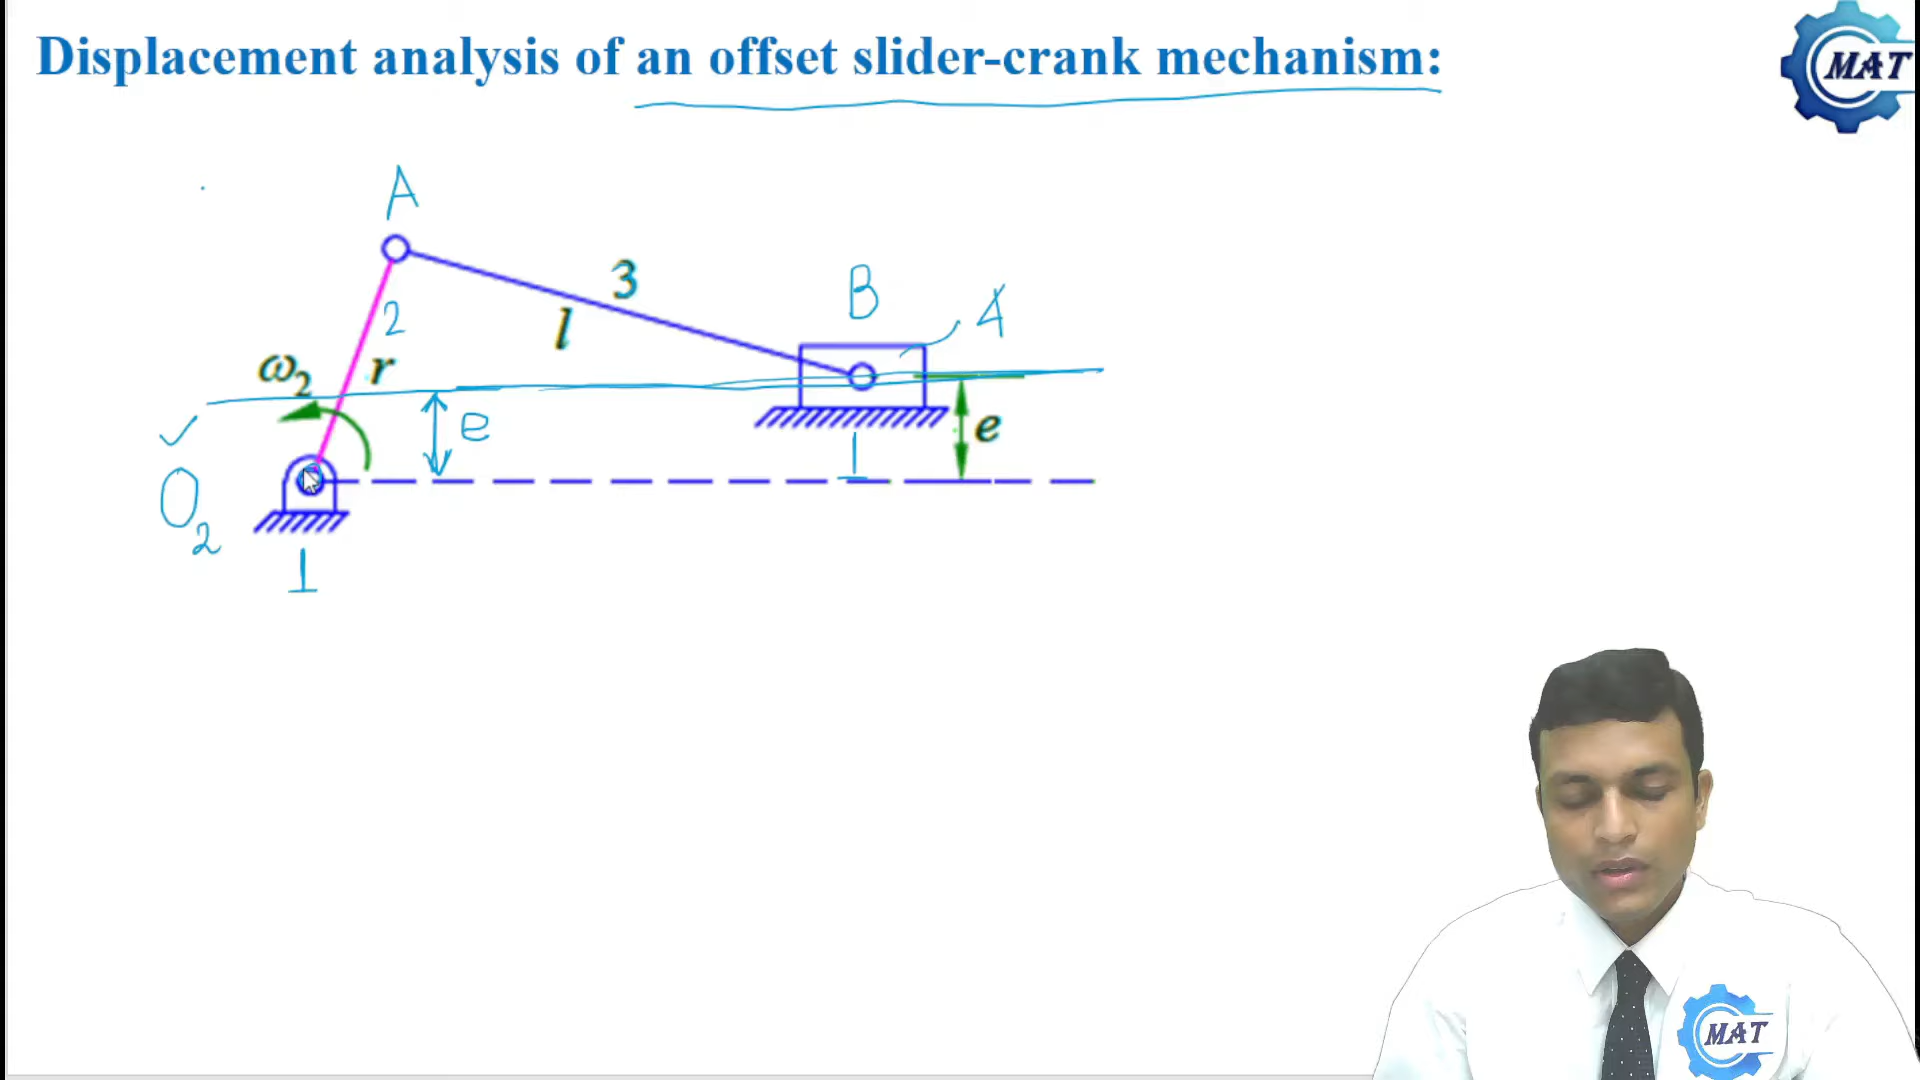 Displacement analysis of an offset slider-crank mechanism:
MAT
A
3
B
4
2
l
ω2
r
e
e
O2
1
1
MAT